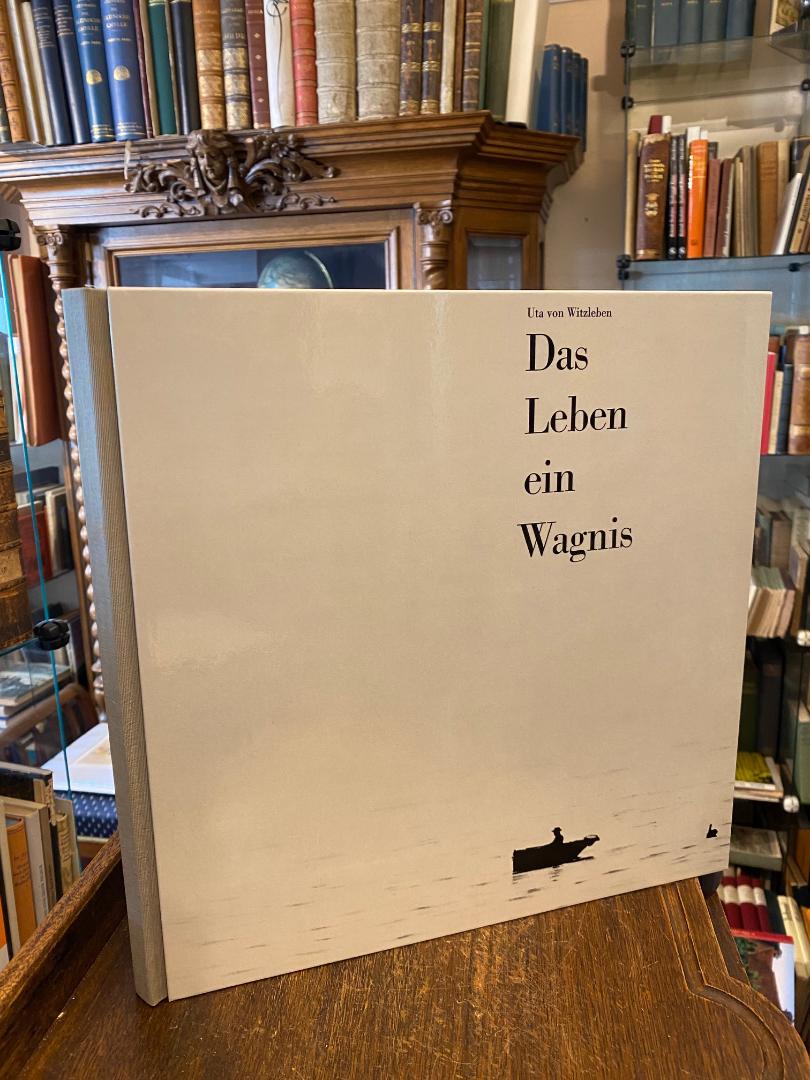 Uta von Witzleben
Das
Leben
ein
Wagnis